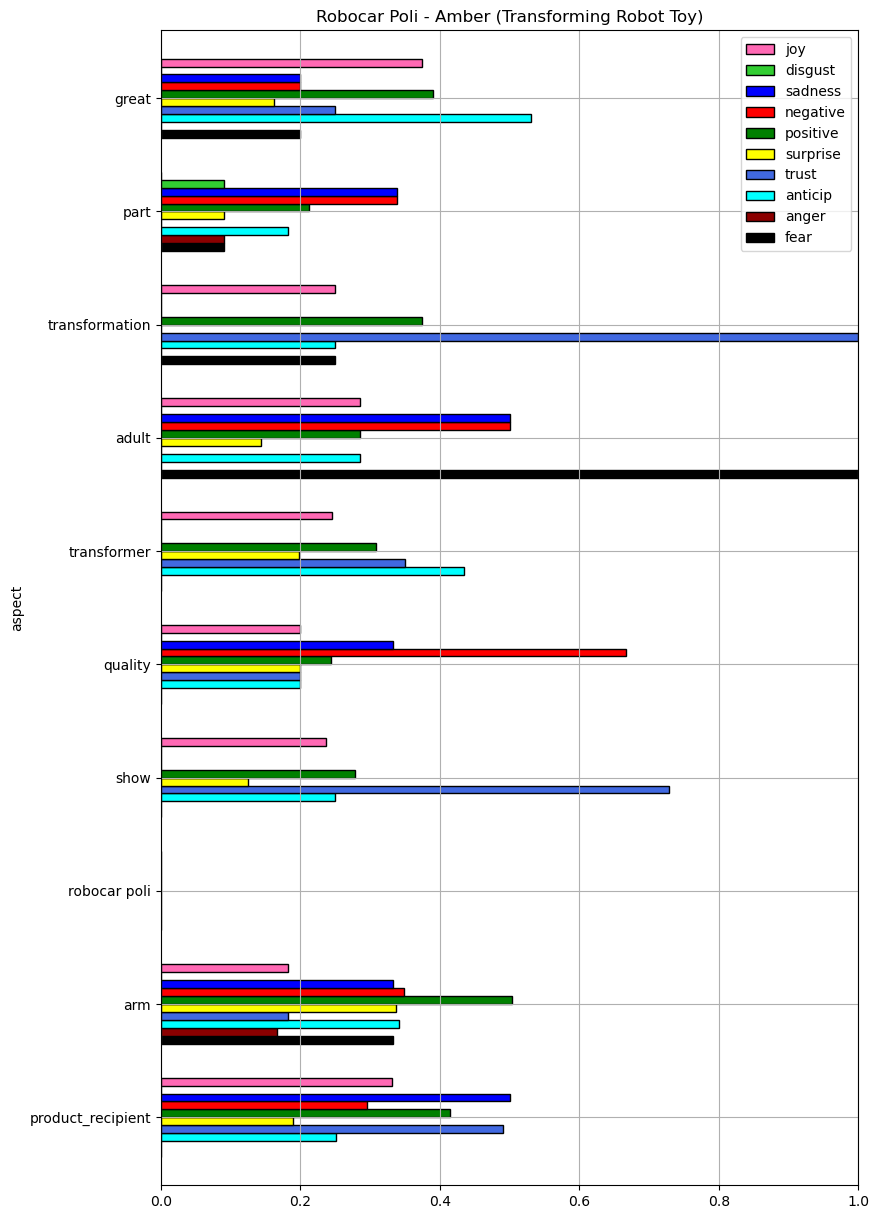 Robocar Poli - Amber (Transforming Robot Toy)
joy
disgust
sadness
negative
positive
surprise
trust
anticip
anger
fear
great
part
transformation
adult
transformer
quality
show
robocar poli
arm
product_recipient
aspect
0.0 0.2 0.4 0.6 0.8 1.0